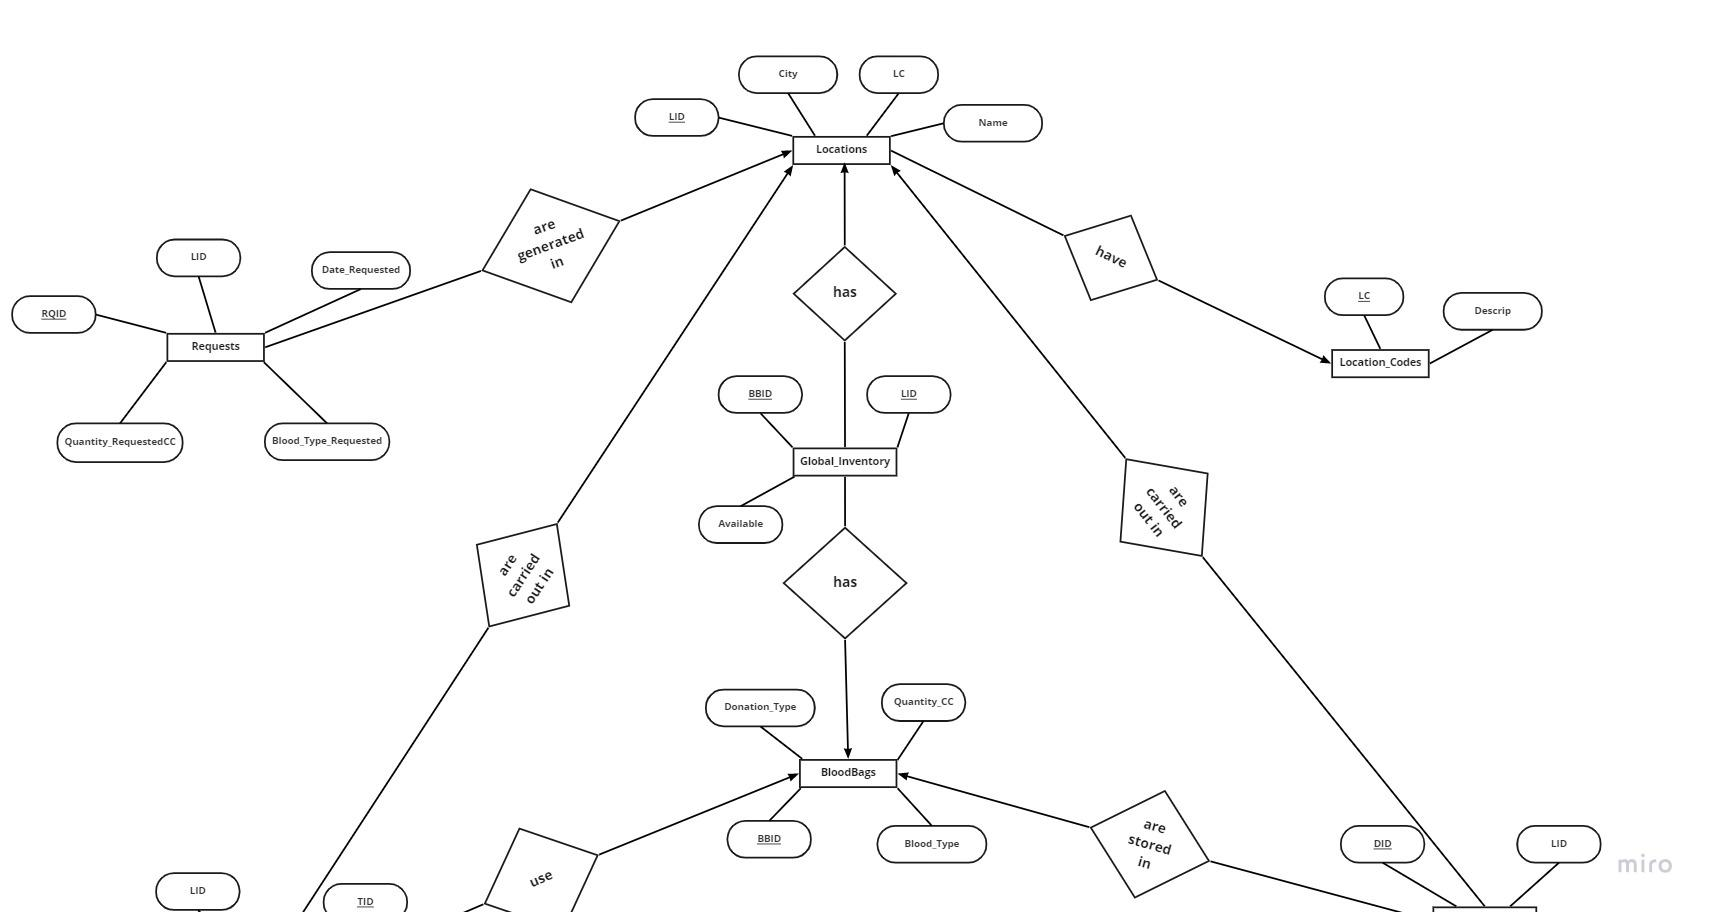 City
LC
LID
Name
Locations
are
generated
in
have
LID
Date_Requested
RQID
Requests
Quantity_RequestedCC
Blood_Type_Requested
has
LC
Descrip
Location_Codes
BBID
LID
Global_Inventory
Available
are
carried
out in
are
carried
out in
has
Donation_Type
Quantity_CC
BloodBags
BBID
Blood_Type
are
stored
in
DID
LID
use
LID
TID
miro